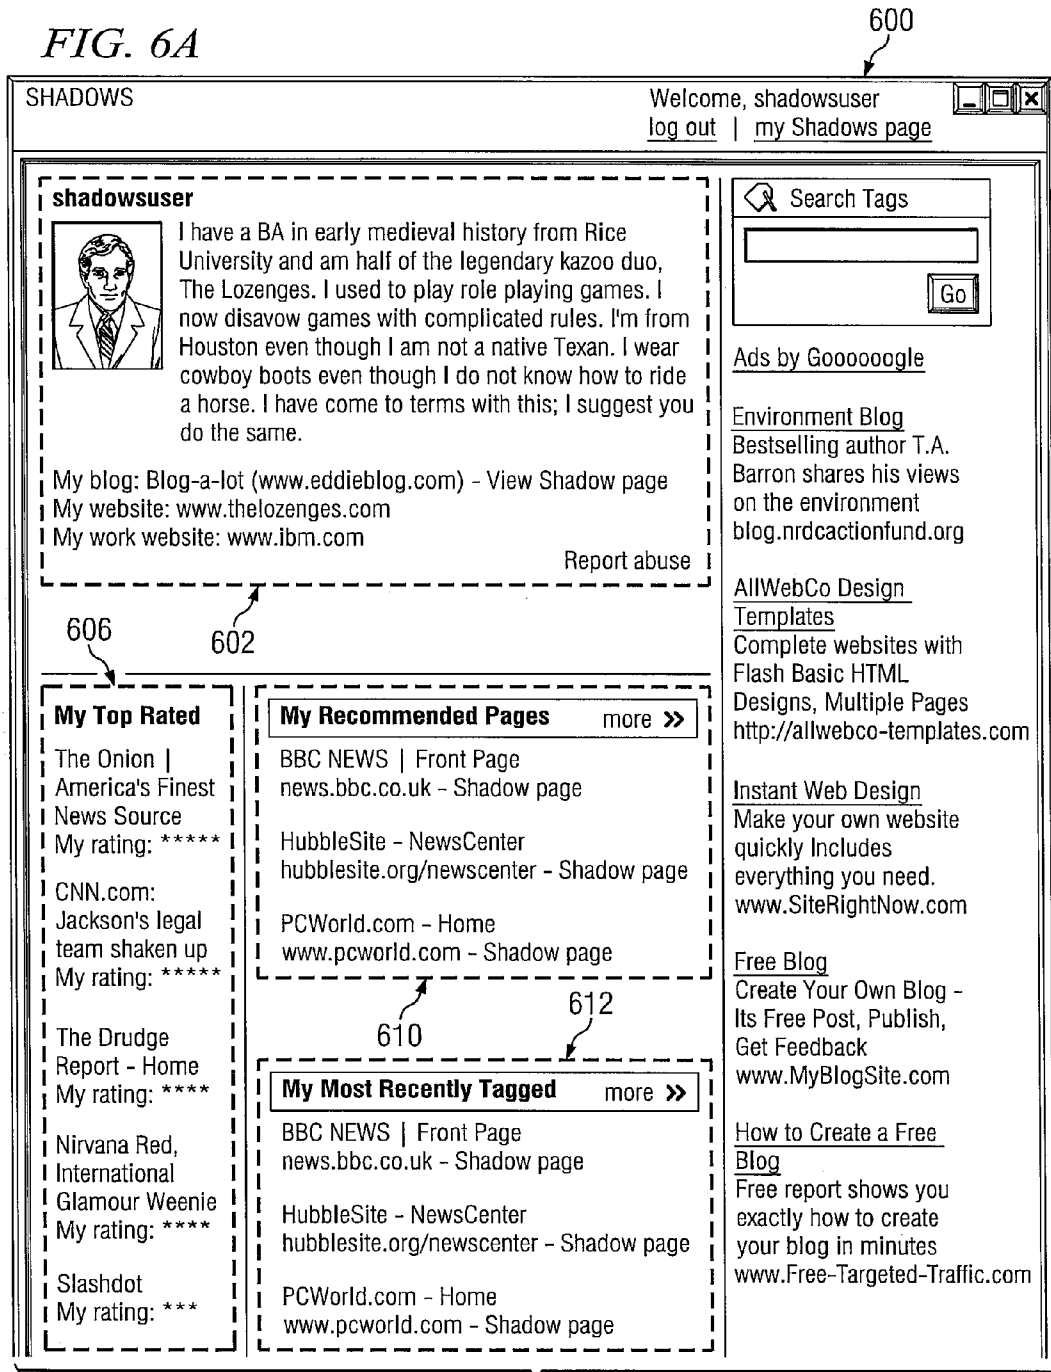 FIG. 6A
600
SHADOWS
Welcome, shadowsuser
log out | my Shadows page
shadowsuser
I have a BA in early medieval history from Rice
University and am half of the legendary kazoo duo,
The Lozenges. I used to play role playing games. I
now disavow games with complicated rules. I'm from
Houston even though I am not a native Texan. I wear
cowboy boots even though I do not know how to ride
a horse. I have come to terms with this; I suggest you
do the same.
My blog: Blog-a-lot (www.eddieblog.com) - View Shadow page
My website: www.thelozenges.com
My work website: www.ibm.com
Report abuse
602
606
My Top Rated
The Onion |
America's Finest
News Source
My rating: *****
CNN.com:
Jackson's legal
team shaken up
My rating: *****
The Drudge
Report - Home
My rating: ****
Nirvana Red,
International
Glamour Weenie
My rating: ****
Slashdot
My rating: ***
My Recommended Pages more »
BBC NEWS | Front Page
news.bbc.co.uk - Shadow page
HubbleSite - NewsCenter
hubblesite.org/newscenter - Shadow page
PCWorld.com - Home
www.pcworld.com - Shadow page
610
612
My Most Recently Tagged more »
BBC NEWS | Front Page
news.bbc.co.uk - Shadow page
HubbleSite - NewsCenter
hubblesite.org/newscenter - Shadow page
PCWorld.com - Home
www.pcworld.com - Shadow page
Search Tags
Go
Ads by Goooooogle
Environment Blog
Bestselling author T.A.
Barron shares his views
on the environment
blog.nrdcactionfund.org
AllWebCo Design
Templates
Complete websites with
Flash Basic HTML
Designs, Multiple Pages
http://allwebco-templates.com
Instant Web Design
Make your own website
quickly Includes
everything you need.
www.SiteRightNow.com
Free Blog
Create Your Own Blog -
Its Free Post, Publish,
Get Feedback
www.MyBlogSite.com
How to Create a Free
Blog
Free report shows you
exactly how to create
your blog in minutes
www.Free-Targeted-Traffic.com